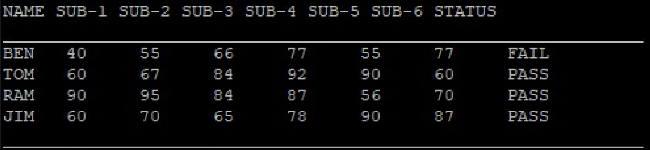 NAME SUB-1 SUB-2 SUB-3 SUB-4 SUB-5 SUB-6 STATUS
BEN 40 55 66 77 55 77 FAIL
TOM 60 67 84 92 90 60 PASS
RAM 90 95 84 87 56 70 PASS
JIM 60 70 65 78 90 87 PASS